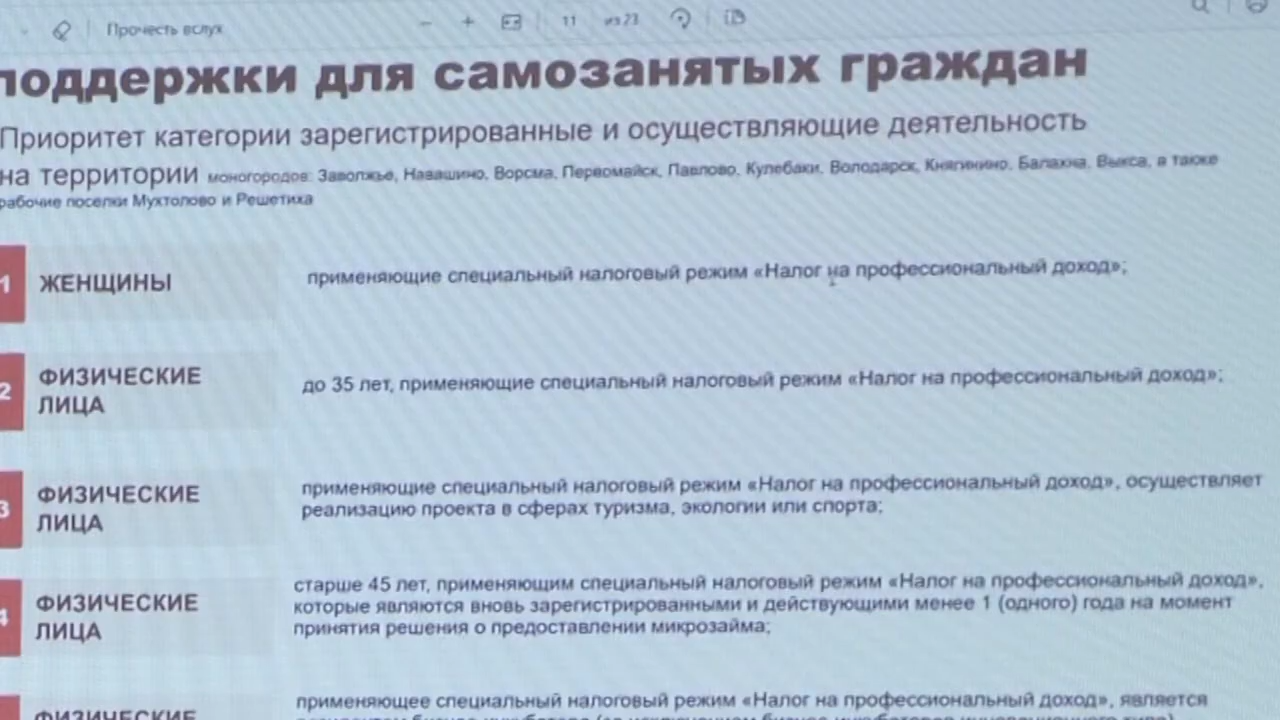 Прочесть вслух
11 из 23
поддержки для самозанятых граждан
Приоритет категории зарегистрированные и осуществляющие деятельность
на территории моногородов: Заволжье, Навашино, Ворсма, Первомайск, Павлово, Кулебаки, Володарск, Княгинино, Балахна, Выкса, а также
рабочие поселки Мухтолово и Решетиха
1 ЖЕНЩИНЫ
применяющие специальный налоговый режим «Налог на профессиональный доход»;
2 ФИЗИЧЕСКИЕ
ЛИЦА
до 35 лет, применяющие специальный налоговый режим «Налог на профессиональный доход»;
3 ФИЗИЧЕСКИЕ
ЛИЦА
применяющие специальный налоговый режим «Налог на профессиональный доход», осуществляет
реализацию проекта в сферах туризма, экологии или спорта;
4 ФИЗИЧЕСКИЕ
ЛИЦА
старше 45 лет, применяющим специальный налоговый режим «Налог на профессиональный доход»,
которые являются вновь зарегистрированными и действующими менее 1 (одного) года на момент
принятия решения о предоставлении микрозайма;
ФИЗИЧЕСКИЕ
применяющее специальный налоговый режим «Налог на профессиональный доход», является